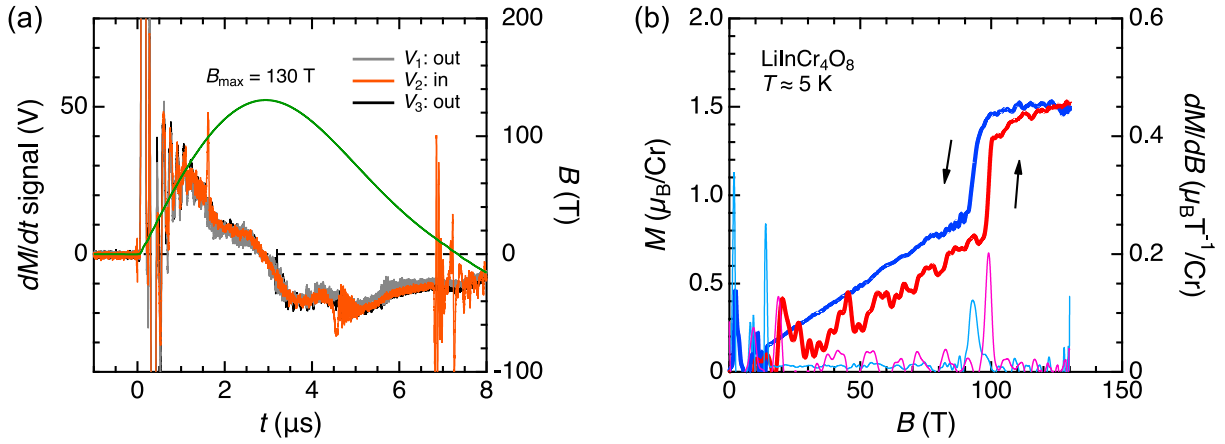 (a)
dM/dt signal (V)
50
0
B_max = 130 T
V_1: out
V_2: in
V_3: out
200
100
0
-100
B (T)
0
2
4
6
8
t (μs)
(b)
M (μ_B/Cr)
2.0
1.5
1.0
0.5
0
LiInCr_4O_8
T ≈ 5 K
0.6
0.4
0.2
0
dM/dB (μ_BT^-1/Cr)
0
50
100
150
B (T)